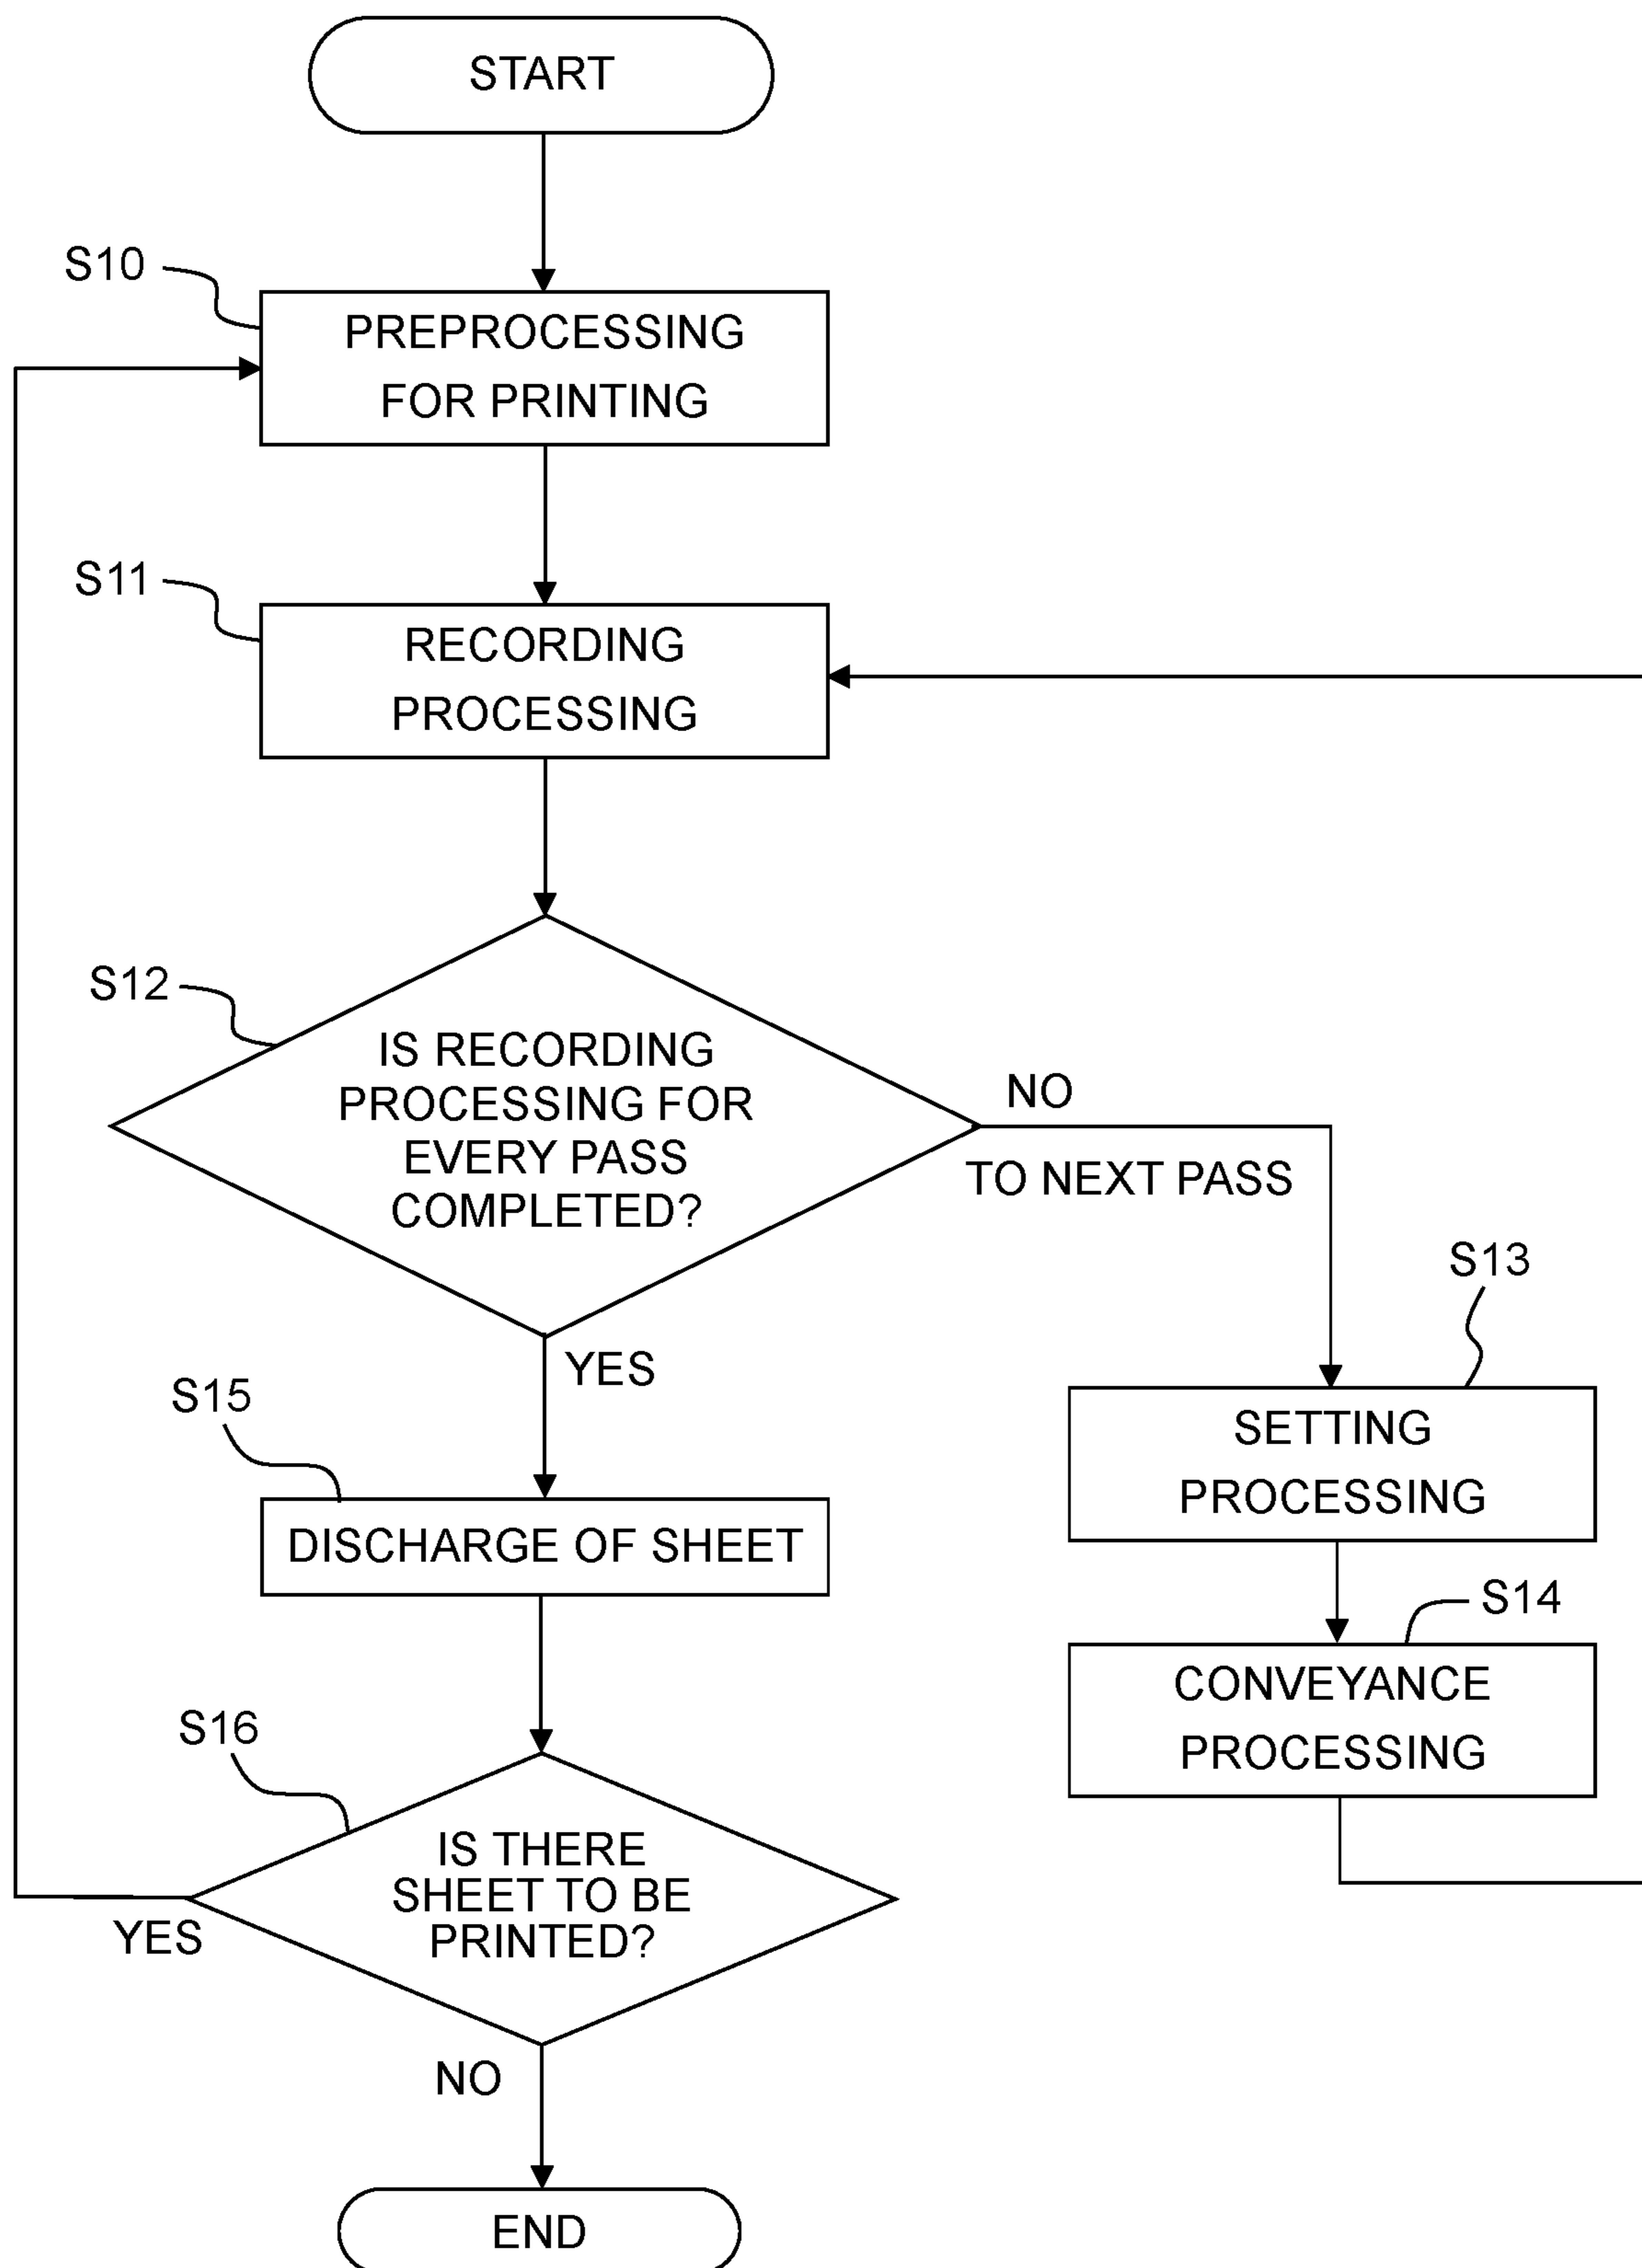 START
S10
PREPROCESSING
FOR PRINTING
S11
RECORDING
PROCESSING
S12
IS RECORDING
PROCESSING FOR
EVERY PASS
COMPLETED?
NO
TO NEXT PASS
YES
S13
SETTING
PROCESSING
S14
CONVEYANCE
PROCESSING
S15
DISCHARGE OF SHEET
S16
IS THERE
SHEET TO BE
PRINTED?
YES
NO
END